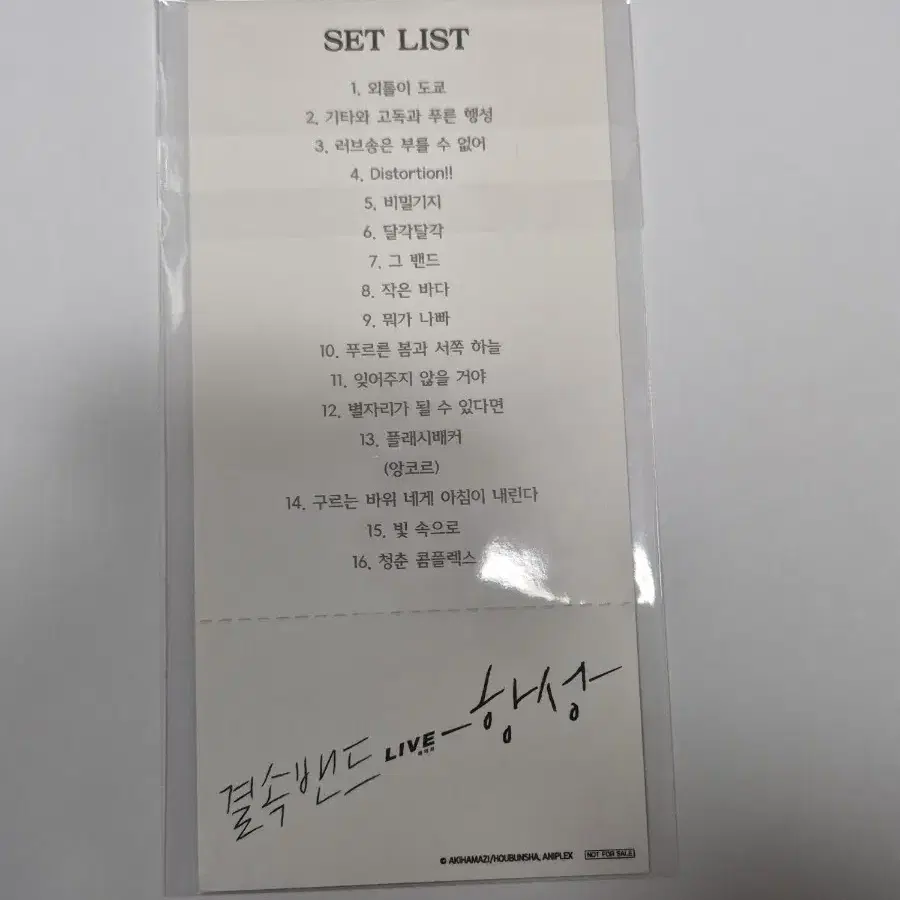 SET LIST
1. 외톨이 도쿄
2. 기타와 고독과 푸른 행성
3. 러브송은 부를 수 없어
4. Distortion!!
5. 비밀기지
6. 달각달각
7. 그 밴드
8. 작은 바다
9. 뭐가 나빠
10. 푸르른 봄과 서쪽 하늘
11. 잊어주지 않을 거야
12. 별자리가 될 수 있다면
13. 플래시배커
(앙코르)
14. 구르는 바위 네게 아침이 내린다
15. 빛 속으로
16. 청춘 콤플렉스
결속밴드 LIVE -항성-
© AKIHAMAZI/HOUBUNSHA, ANIPLEX NOT FOR SALE